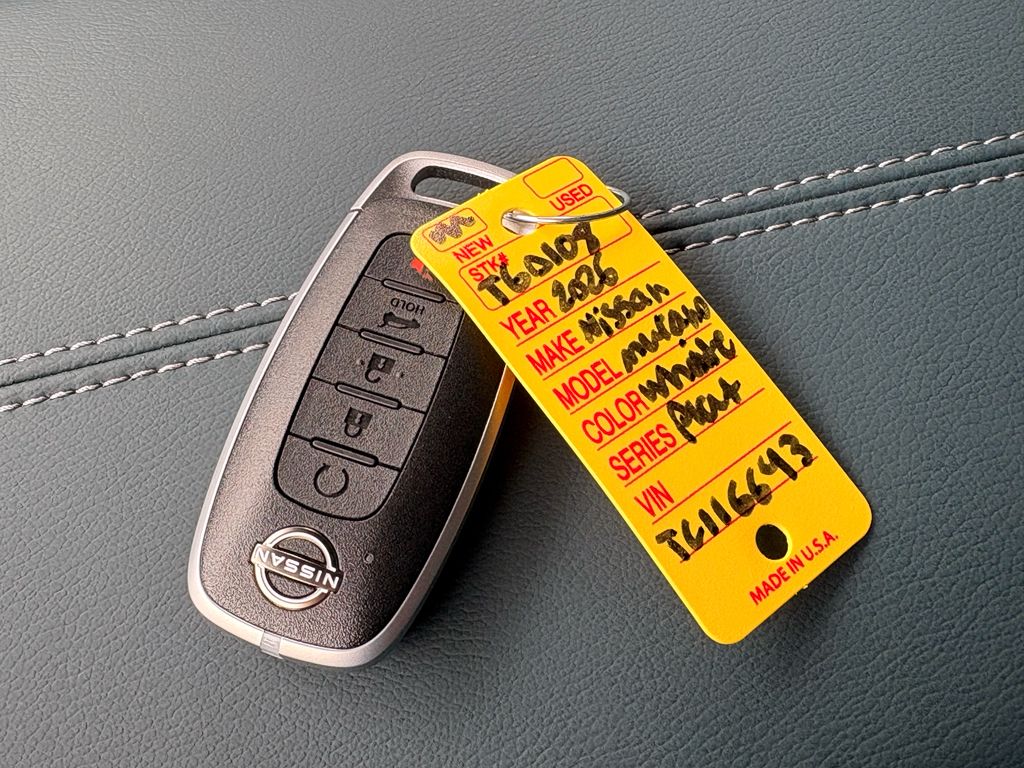 HOLD
NISSAN
USED
NEW
STK# T6D108
YEAR 2026
MAKE Nissan
MODEL murano
COLOR white
SERIES Plat
VIN
TC116643
MADE IN U.S.A.